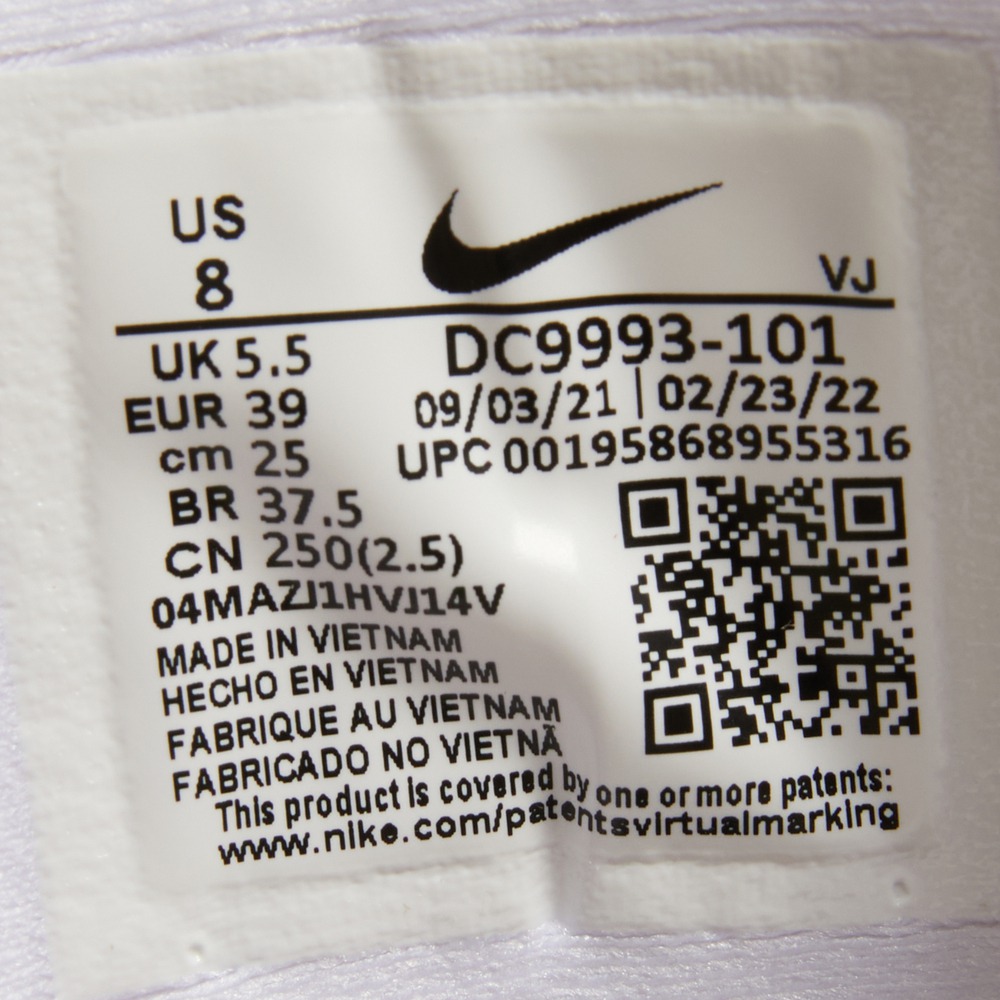 US
8
VJ
UK 5.5
EUR 39
cm 25
BR 37.5
CN 250(2.5)
DC9993-101
09/03/21 | 02/23/22
UPC 00195868955316
04MAZJ1HVJ14V
MADE IN VIETNAM
HECHO EN VIETNAM
FABRIQUE AU VIETNAM
FABRICADO NO VIETNÃ
This product is covered by one or more patents:
www.nike.com/patentsvirtualmarking